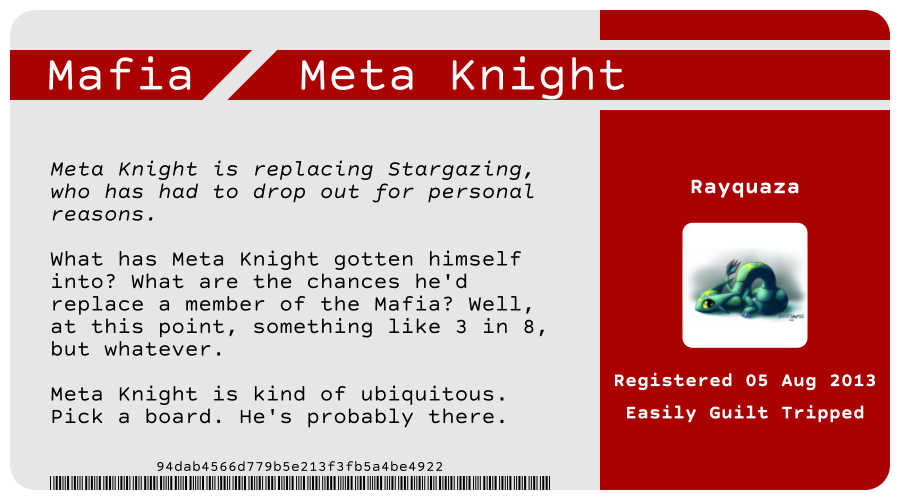 Mafia Meta Knight
Meta Knight is replacing Stargazing,
who has had to drop out for personal
reasons.
What has Meta Knight gotten himself
into? What are the chances he'd
replace a member of the Mafia? Well,
at this point, something like 3 in 8,
but whatever.
Meta Knight is kind of ubiquitous.
Pick a board. He's probably there.
94dab4566d779b5e213f3fb5a4be4922
Rayquaza
Registered 05 Aug 2013
Easily Guilt Tripped